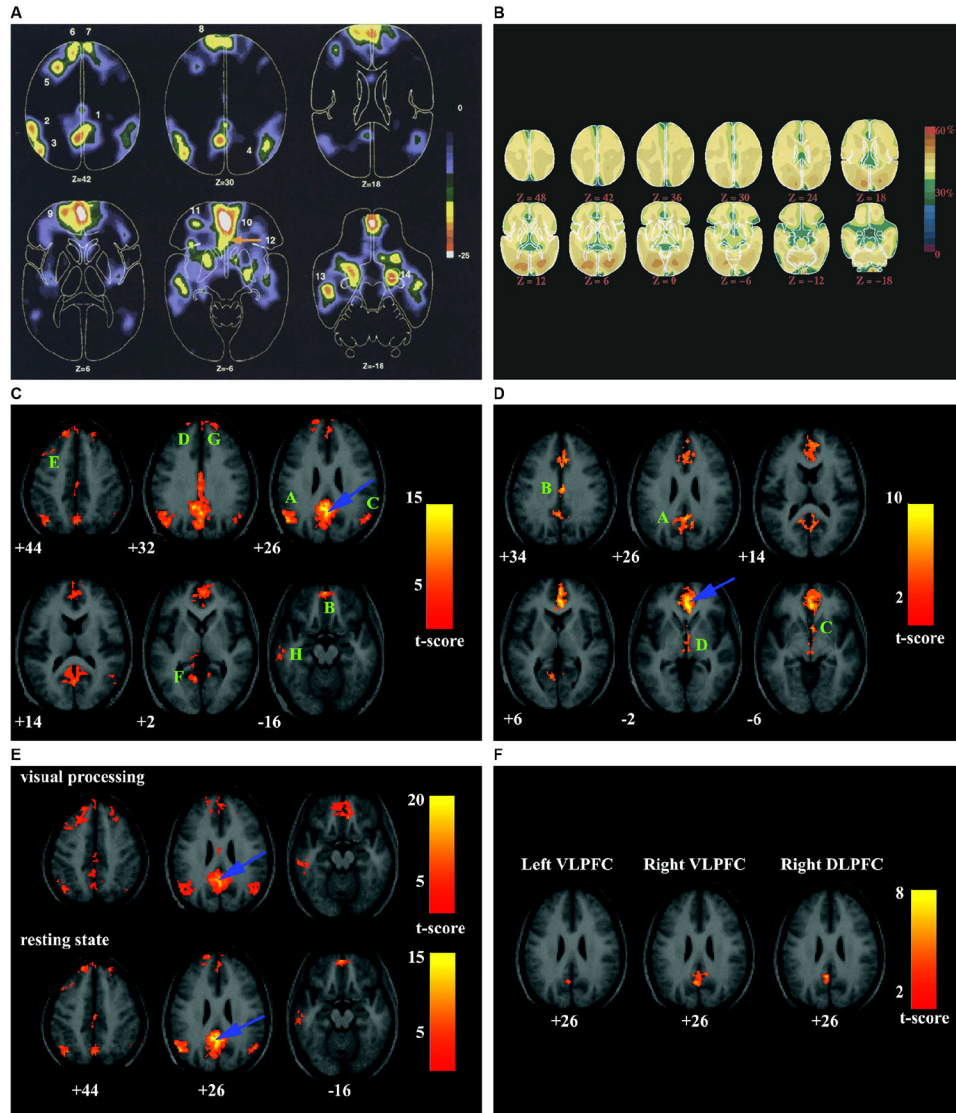 A
6 7
8
5
0
2
1
3
4
Z=42
Z=30
Z=18
9
11
10
12
13
14
-25
Z=6
Z=-6
Z=-18
B
60%
30%
0
Z = 48
Z = 42
Z = 36
Z = 30
Z = 24
Z = 18
Z = 12
Z = 6
Z = 0
Z = -6
Z = -12
Z = -18
C
D G
E
A
C
15
5
t-score
+44
+32
+26
B
H
F
+14
+2
-16
D
B
A
10
2
t-score
+34
+26
+14
D
C
+6
-2
-6
E
visual processing
20
5
t-score
resting state
15
5
+44
+26
-16
F
Left VLPFC
Right VLPFC
Right DLPFC
8
2
t-score
+26
+26
+26